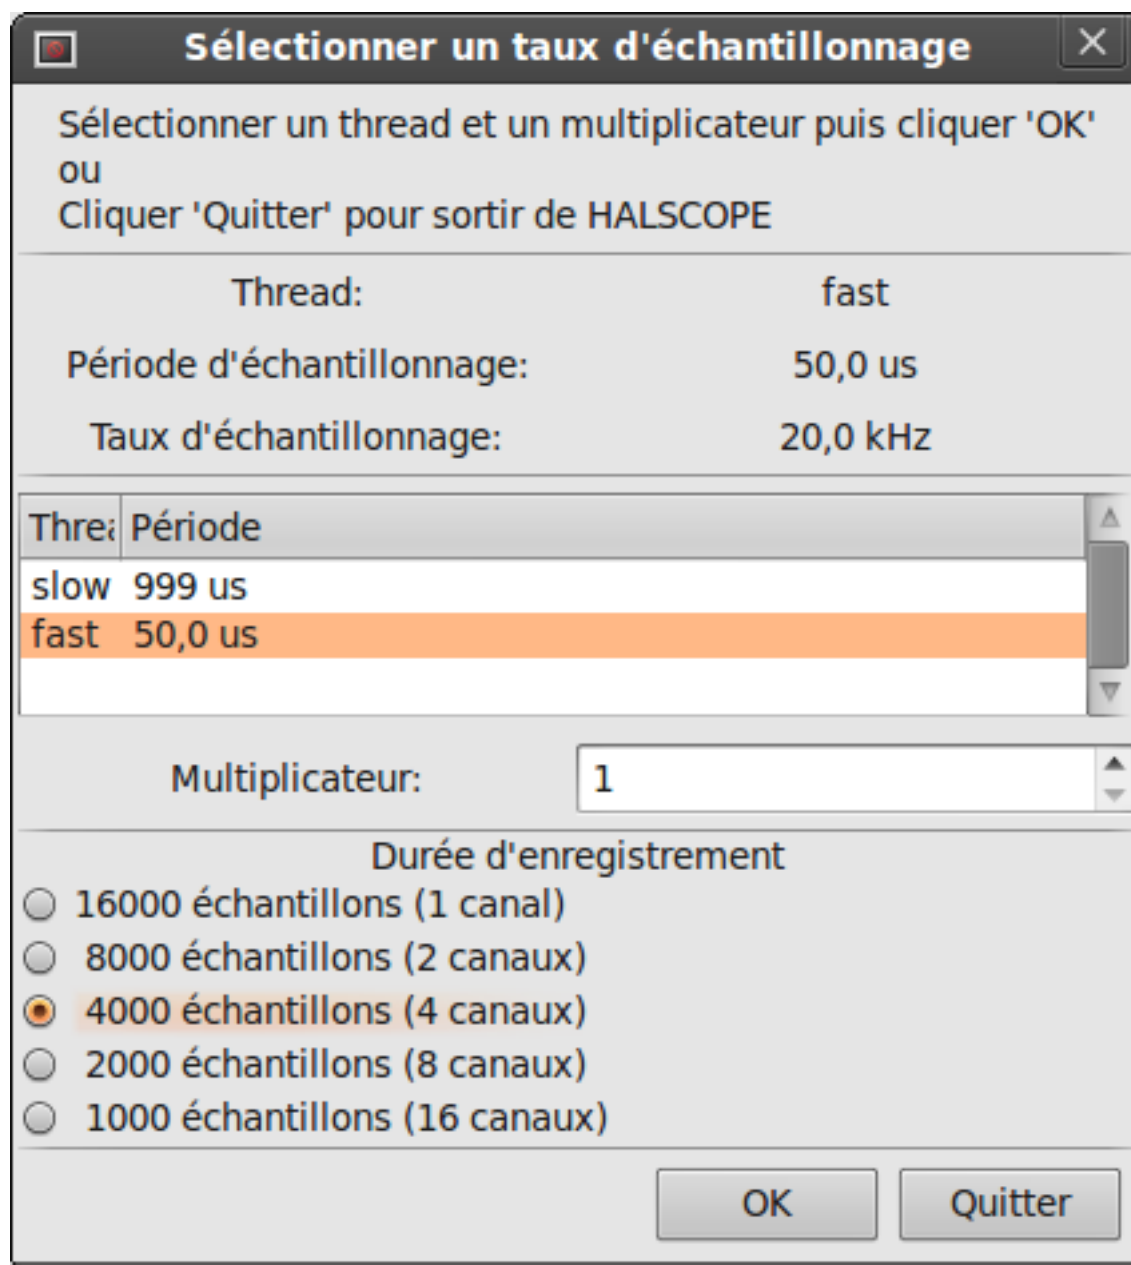 Sélectionner un taux d'échantillonnage
Sélectionner un thread et un multiplicateur puis cliquer 'OK'
ou
Cliquer 'Quitter' pour sortir de HALSCOPE
Thread: fast
Période d'échantillonnage: 50,0 us
Taux d'échantillonnage: 20,0 kHz
Threa Période
slow 999 us
fast 50,0 us
Multiplicateur: 1
Durée d'enregistrement
16000 échantillons (1 canal)
8000 échantillons (2 canaux)
4000 échantillons (4 canaux)
2000 échantillons (8 canaux)
1000 échantillons (16 canaux)
OK Quitter